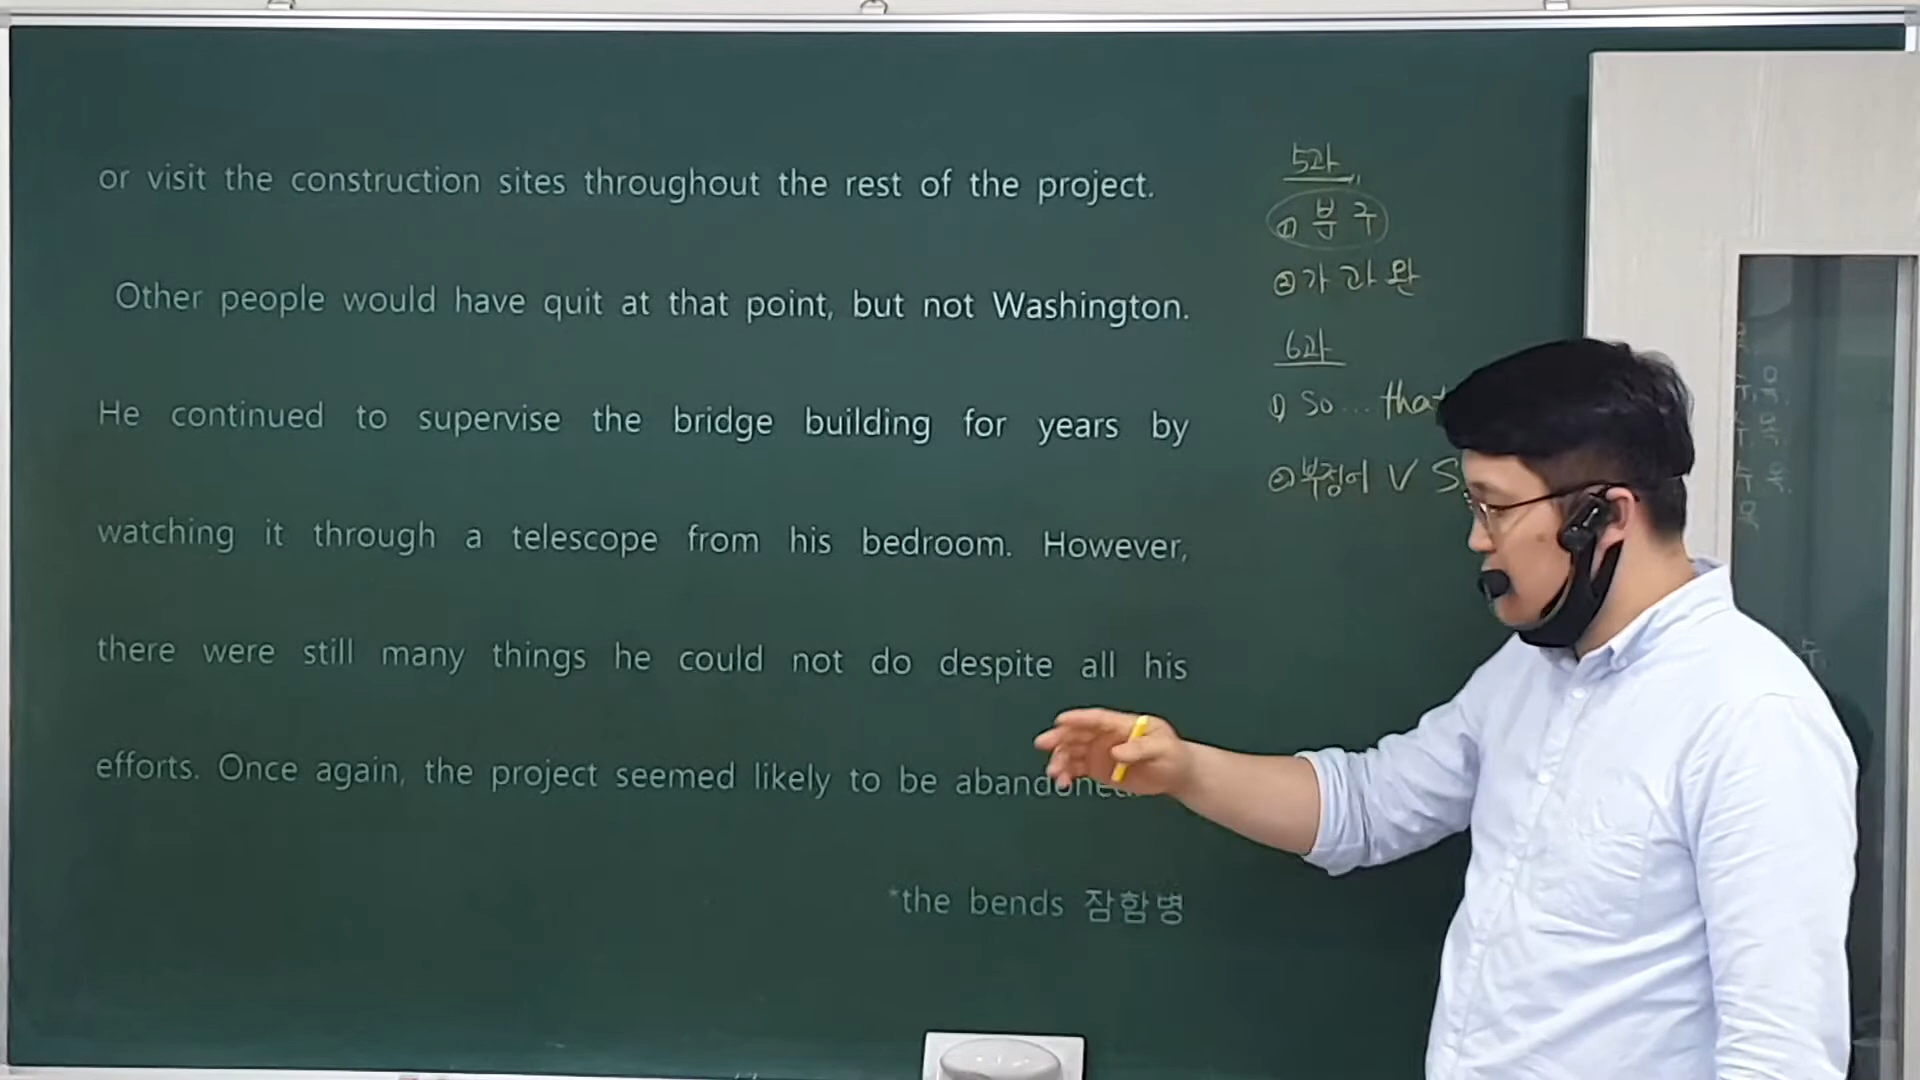 or visit the construction sites throughout the rest of the project.
Other people would have quit at that point, but not Washington.
He continued to supervise the bridge building for years by
watching it through a telescope from his bedroom. However,
there were still many things he could not do despite all his
efforts. Once again, the project seemed likely to be abandoned.
*the bends 잠함병
5과
① 분 구
② 가 과 완
6과
① So... that
② 부정어 V S